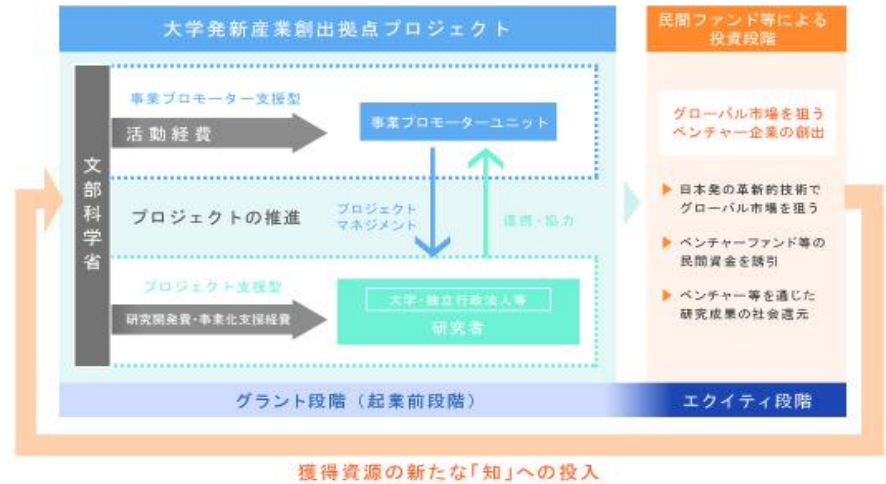 大学発新産業創出拠点プロジェクト
民間ファンド等による
投資段階
文部科学省
事業プロモーター支援型
活動経費
事業プロモーターユニット
プロジェクトの推進
プロジェクト
マネジメント
連携・協力
プロジェクト支援型
研究開発費・事業化支援経費
大学・独立行政法人等
研究者
グローバル市場を狙う
ベンチャー企業の創出
日本発の革新的技術で
グローバル市場を狙う
ベンチャーファンド等の
民間資金を誘引
ベンチャー等を通じた
研究成果の社会還元
グラント段階（起業前段階）
エクイティ段階
獲得資源の新たな「知」への投入